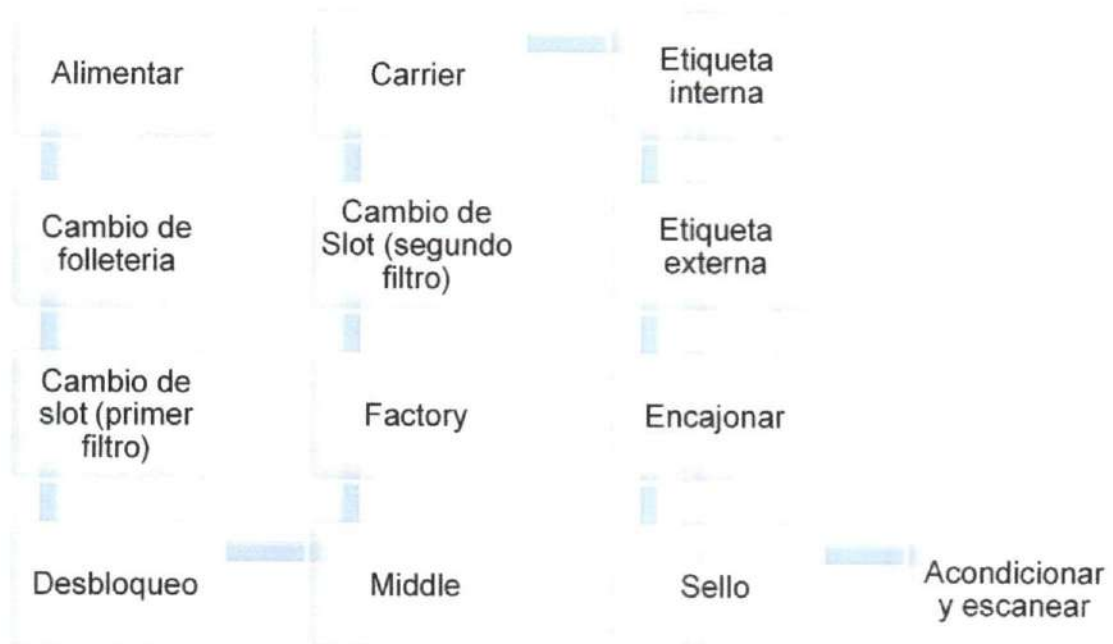 Alimentar
Cambio de
folleteria
Cambio de
slot (primer
filtro)
Desbloqueo
Middle
Factory
Cambio de
Slot (segundo
filtro)
Carrier
Etiqueta
interna
Etiqueta
externa
Encajonar
Sello
Acondicionar
y escanear